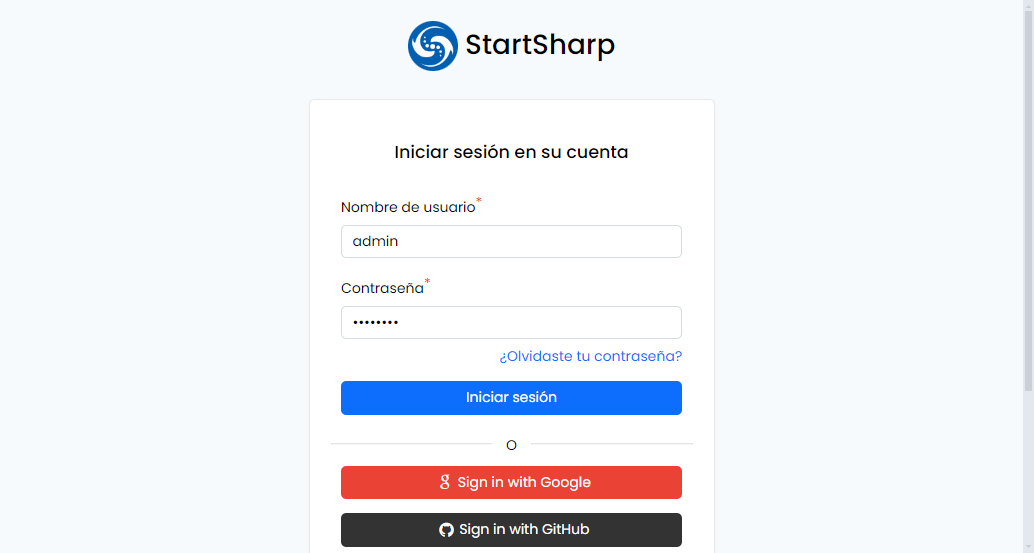 StartSharp
Iniciar sesión en su cuenta
Nombre de usuario*
admin
Contraseña*
••••••••
¿Olvidaste tu contraseña?
Iniciar sesión
O
Sign in with Google
Sign in with GitHub